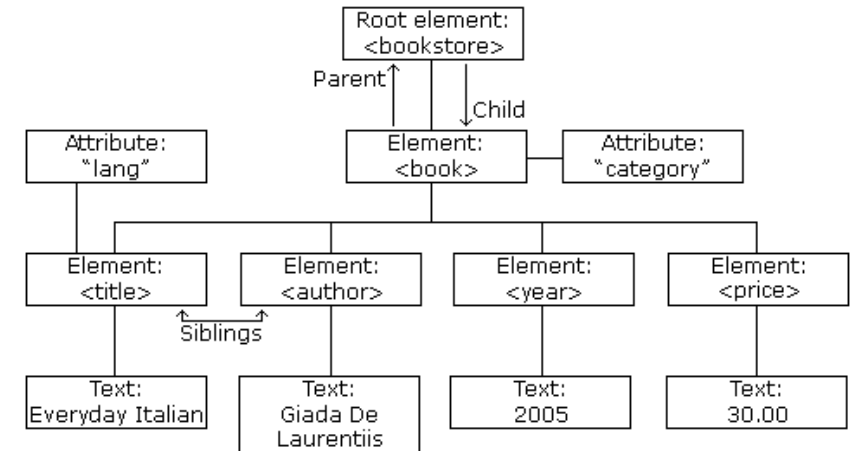 Root element:
<bookstore>
Parent
Child
Attribute:
“lang”
Element:
<book>
Attribute:
“category”
Element:
<title>
Element:
<author>
Element:
<year>
Element:
<price>
Siblings
Text:
Everyday Italian
Text:
Giada De
Laurentiis
Text:
2005
Text:
30.00